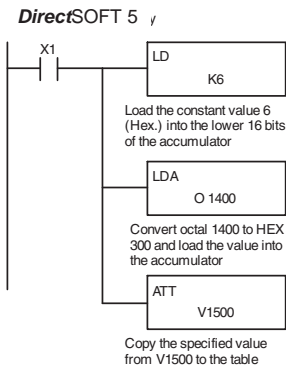 DirectSOFT 5 y
X1
LD
K6
Load the constant value 6
(Hex.) into the lower 16 bits
of the accumulator
LDA
O 1400
Convert octal 1400 to HEX
300 and load the value into
the accumulator
ATT
V1500
Copy the specified value
from V1500 to the table